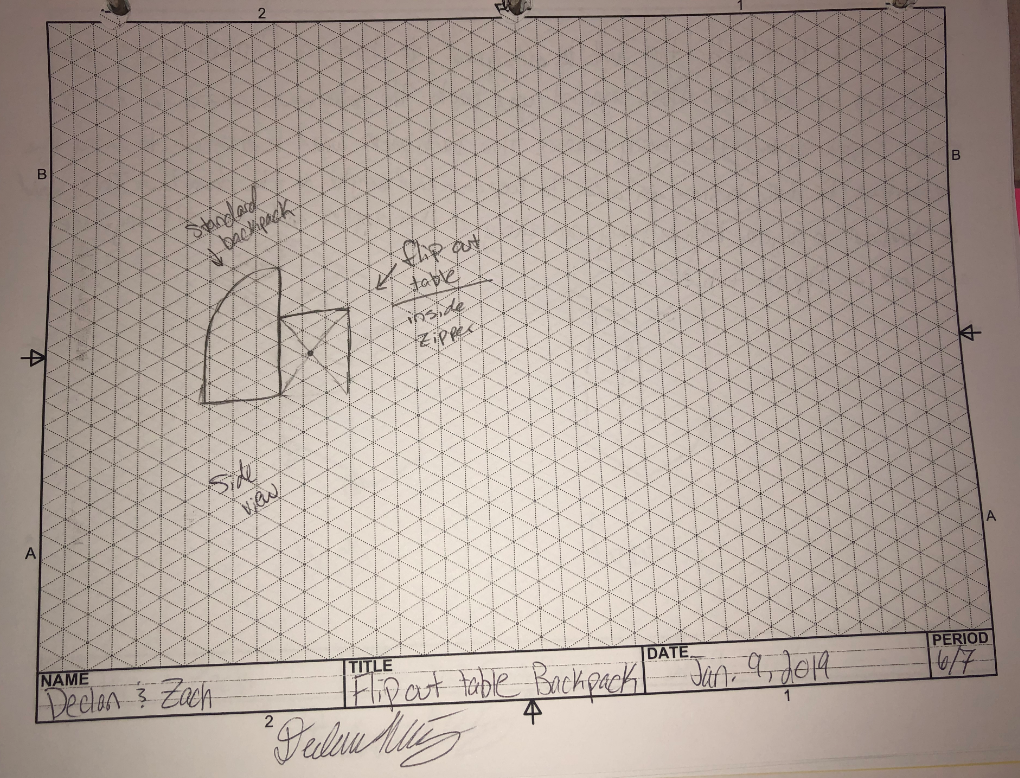 2
1
B
B
Standard
backpack
flip out
table
inside
zipper
Side
view
A
A
NAME
Declan & Zach
TITLE
Flip out table Backpack
DATE
Jan. 9, 2019
PERIOD
6/7
2
1
Declan